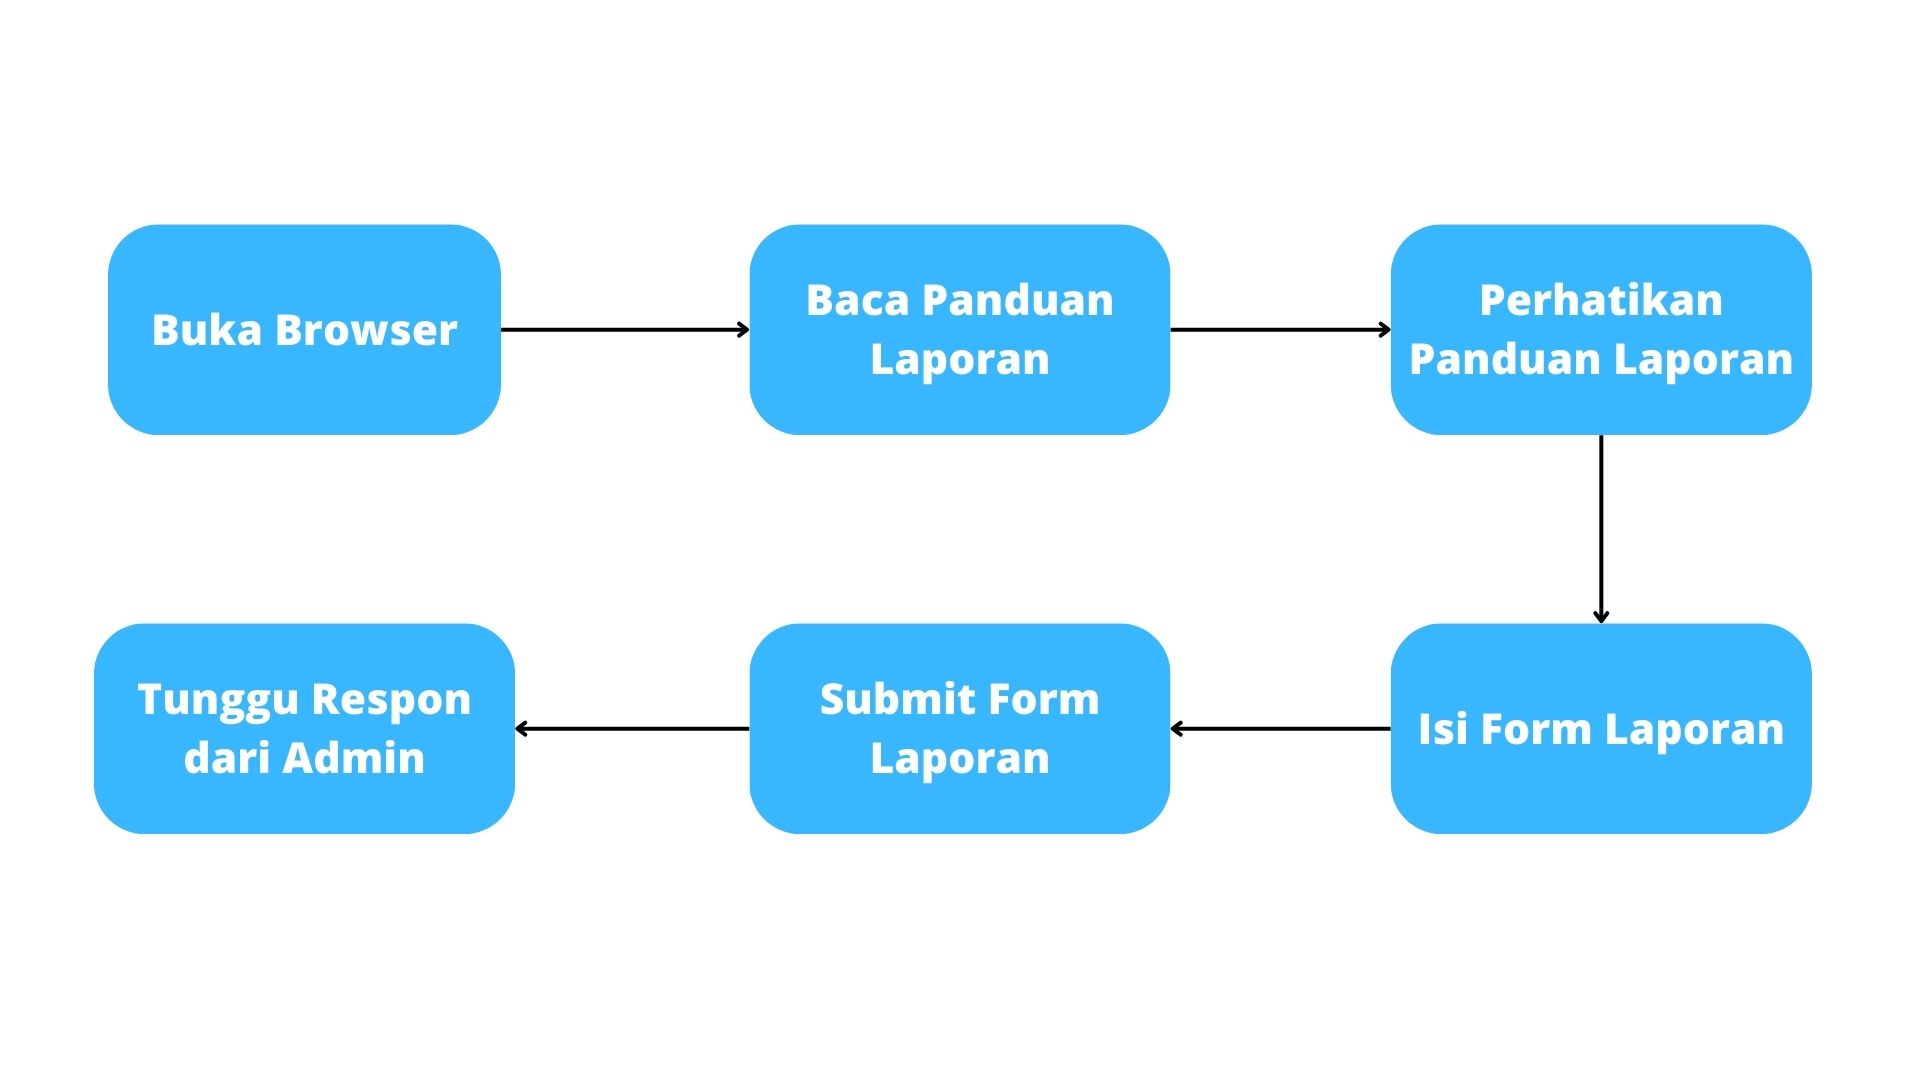 Buka Browser
Baca Panduan
Laporan
Perhatikan
Panduan Laporan
Isi Form Laporan
Submit Form
Laporan
Tunggu Respon
dari Admin